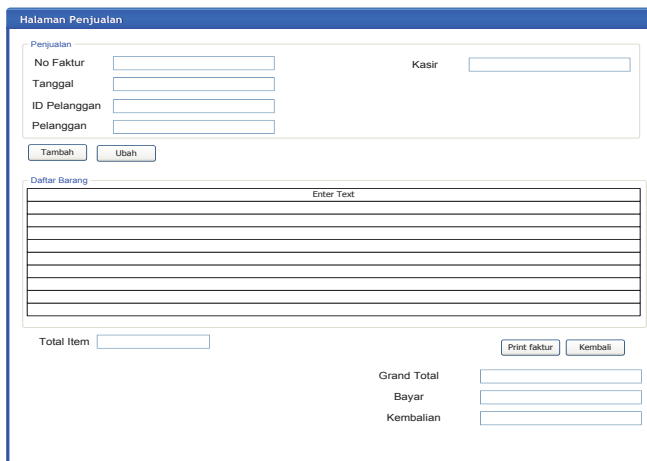 Halaman Penjualan
Penjualan
No Faktur
Kasir
Tanggal
ID Pelanggan
Pelanggan
Tambah
Ubah
Daftar Barang
Enter Text
Total Item
Print faktur
Kembali
Grand Total
Bayar
Kembalian